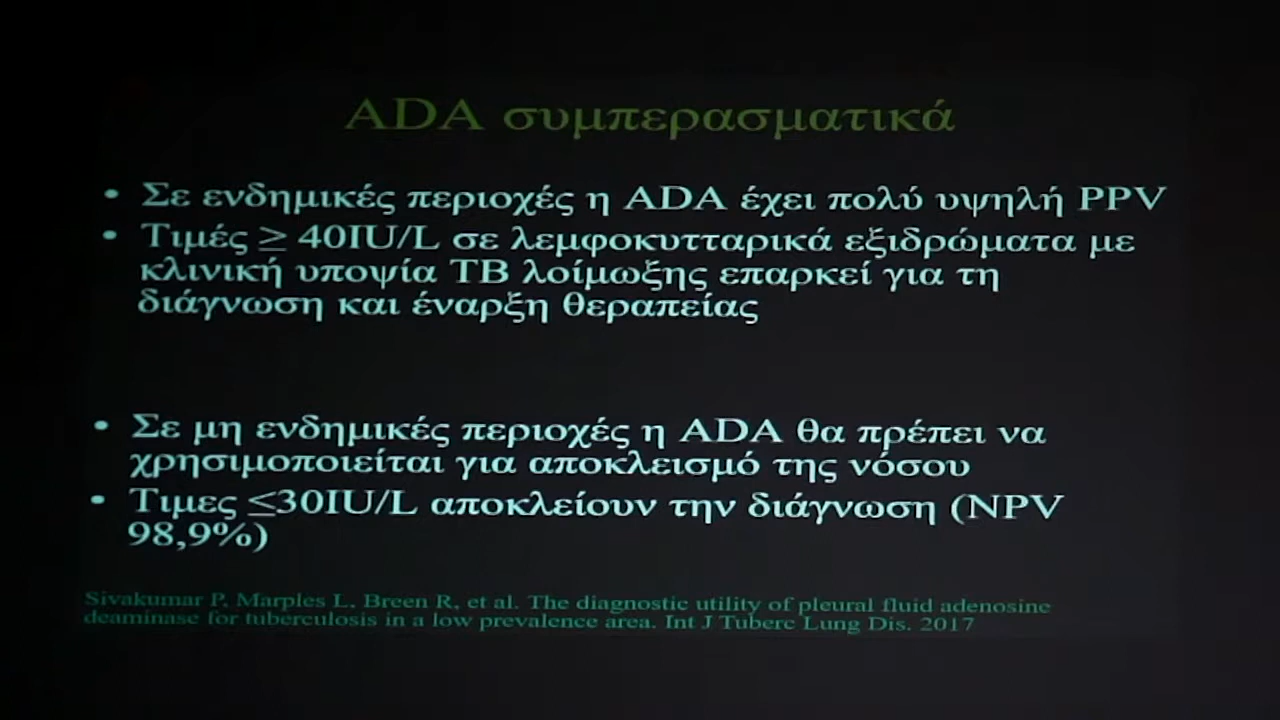 ADA συμπερασματικά
• Σε ενδημικές περιοχές η ADA έχει πολύ υψηλή PPV
• Τιμές ≥ 40IU/L σε λεμφοκυτταρικά εξιδρώματα με
κλινική υποψία TB λοίμωξης επαρκεί για τη
διάγνωση και έναρξη θεραπείας
• Σε μη ενδημικές περιοχές η ADA θα πρέπει να
χρησιμοποιείται για αποκλεισμό της νόσου
• Τιμες ≤30IU/L αποκλείουν την διάγνωση (NPV
98,9%)
Sivakumar P, Marples L, Breen R, et al. The diagnostic utility of pleural fluid adenosine
deaminase for tuberculosis in a low prevalence area. Int J Tuberc Lung Dis. 2017